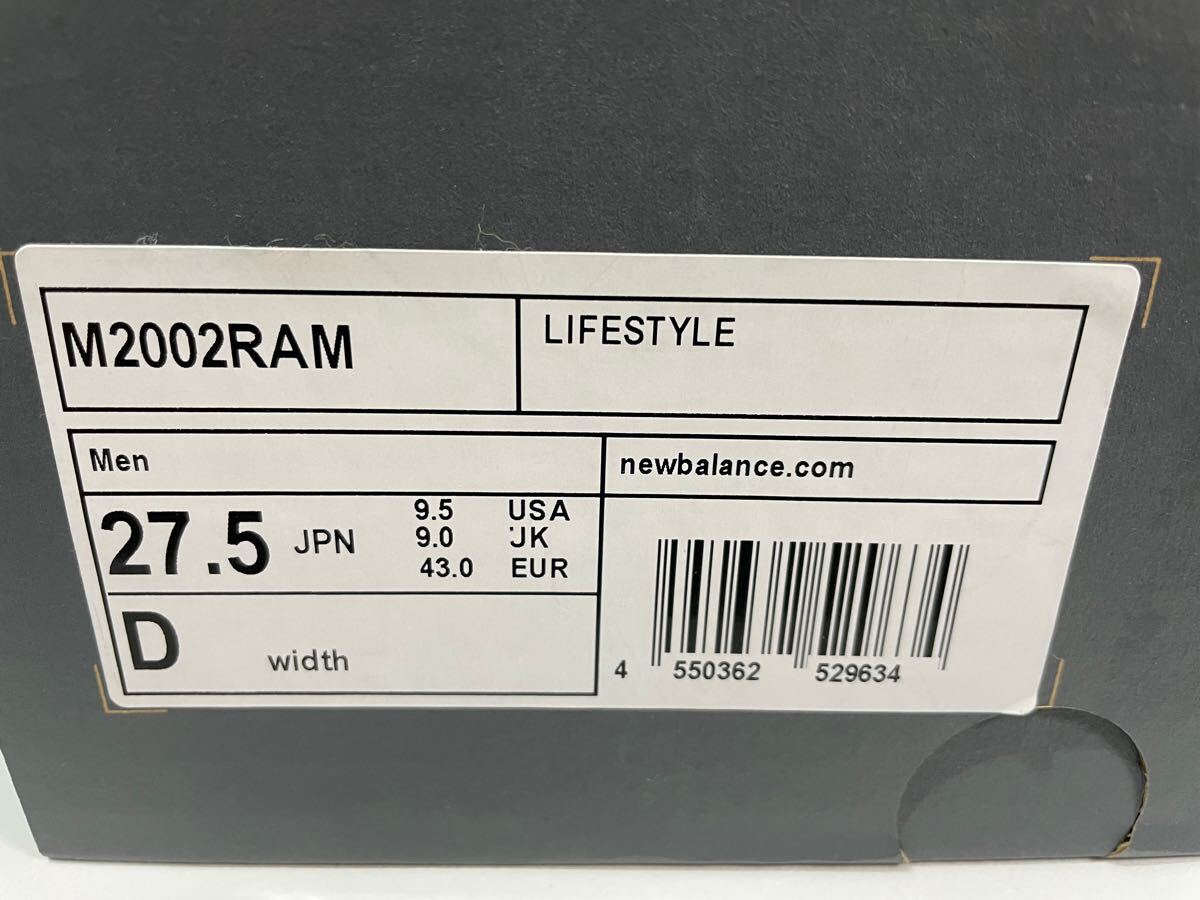 M2002RAM
LIFESTYLE
Men
newbalance.com
27.5 JPN
9.5 USA
9.0 UK
43.0 EUR
D width
4 550362 529634